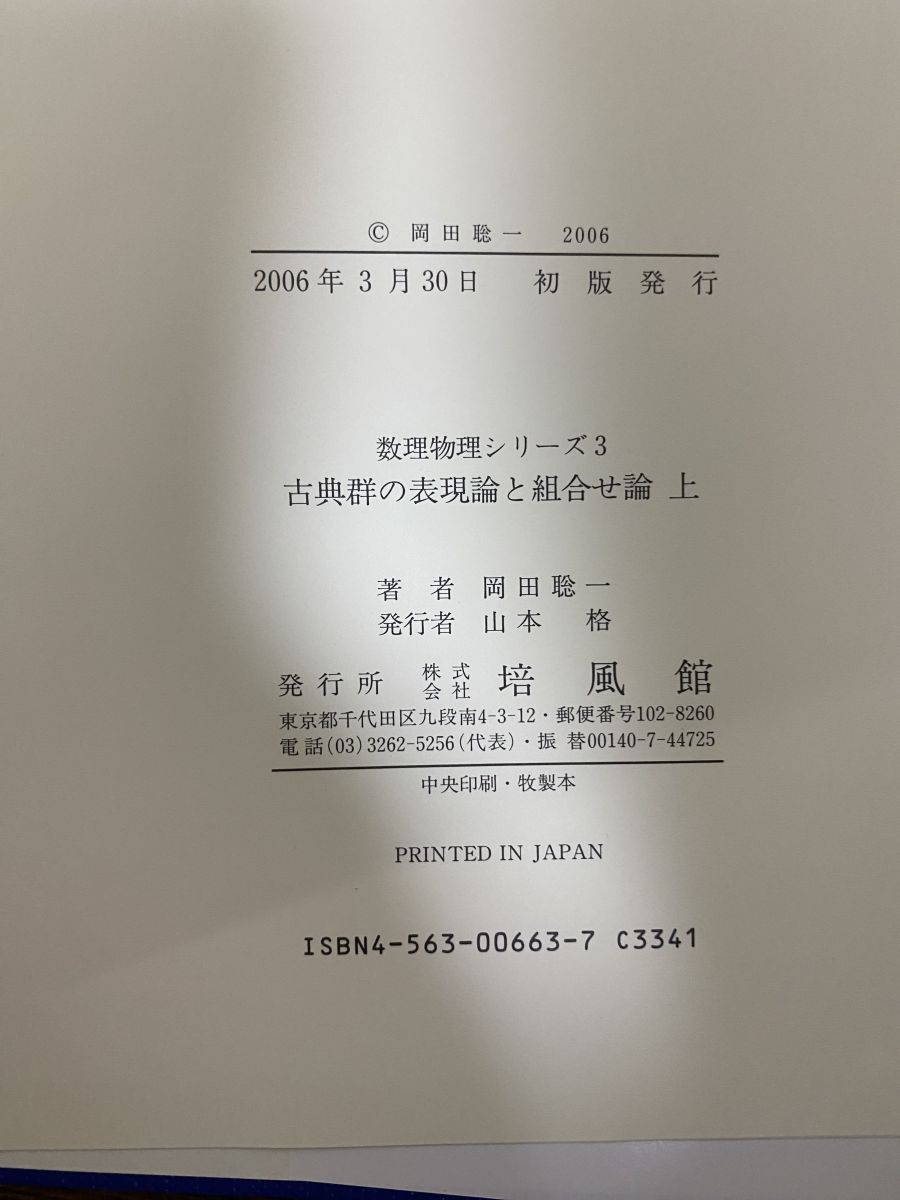 © 岡田聡一 2006
2006年3月30日 初版発行
数理物理シリーズ3
古典群の表現論と組合せ論 上
著者 岡田聡一
発行者 山本格
発行所 株式会社 培風館
東京都千代田区九段南4-3-12・郵便番号102-8260
電話(03)3262-5256(代表)・振替00140-7-44725
中央印刷・牧製本
PRINTED IN JAPAN
ISBN4-563-00663-7 C3341